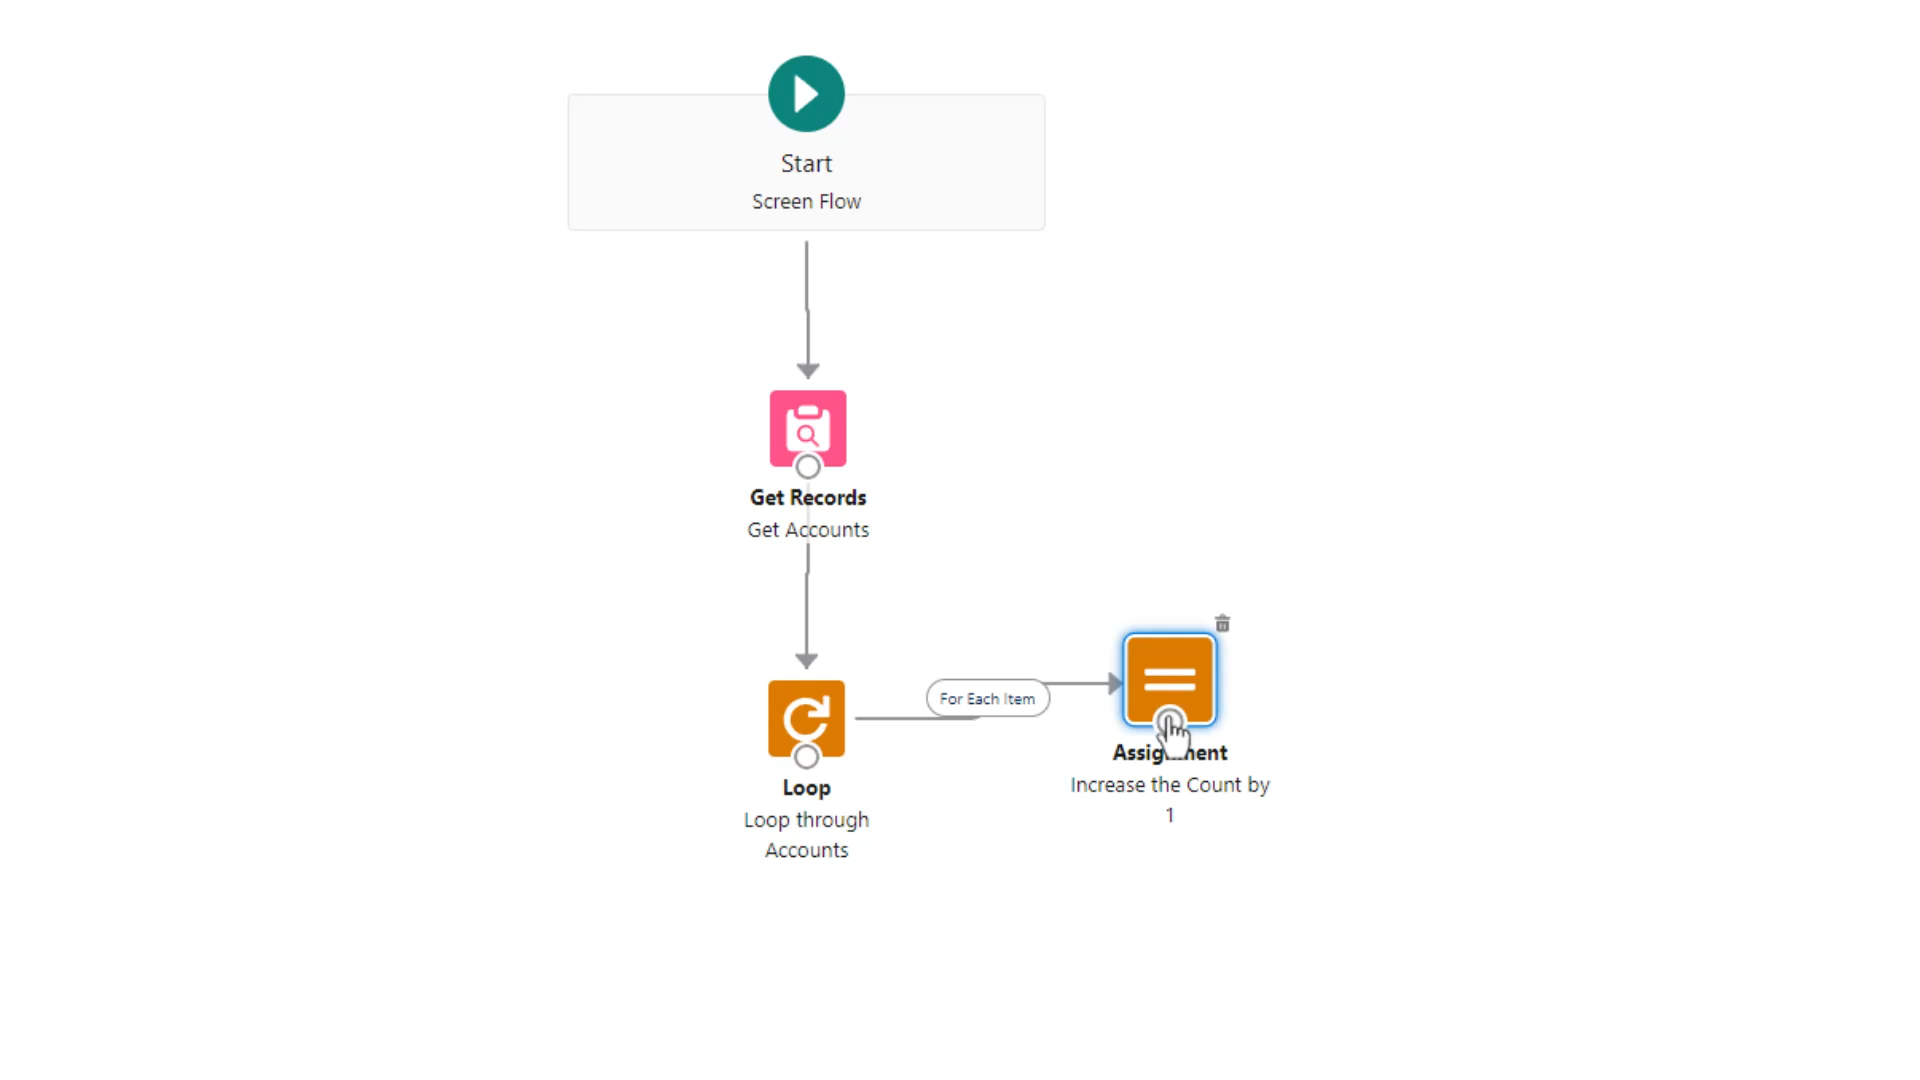 Start
Screen Flow
Get Records
Get Accounts
For Each Item
Loop
Loop through
Accounts
Assignment
Increase the Count by
1